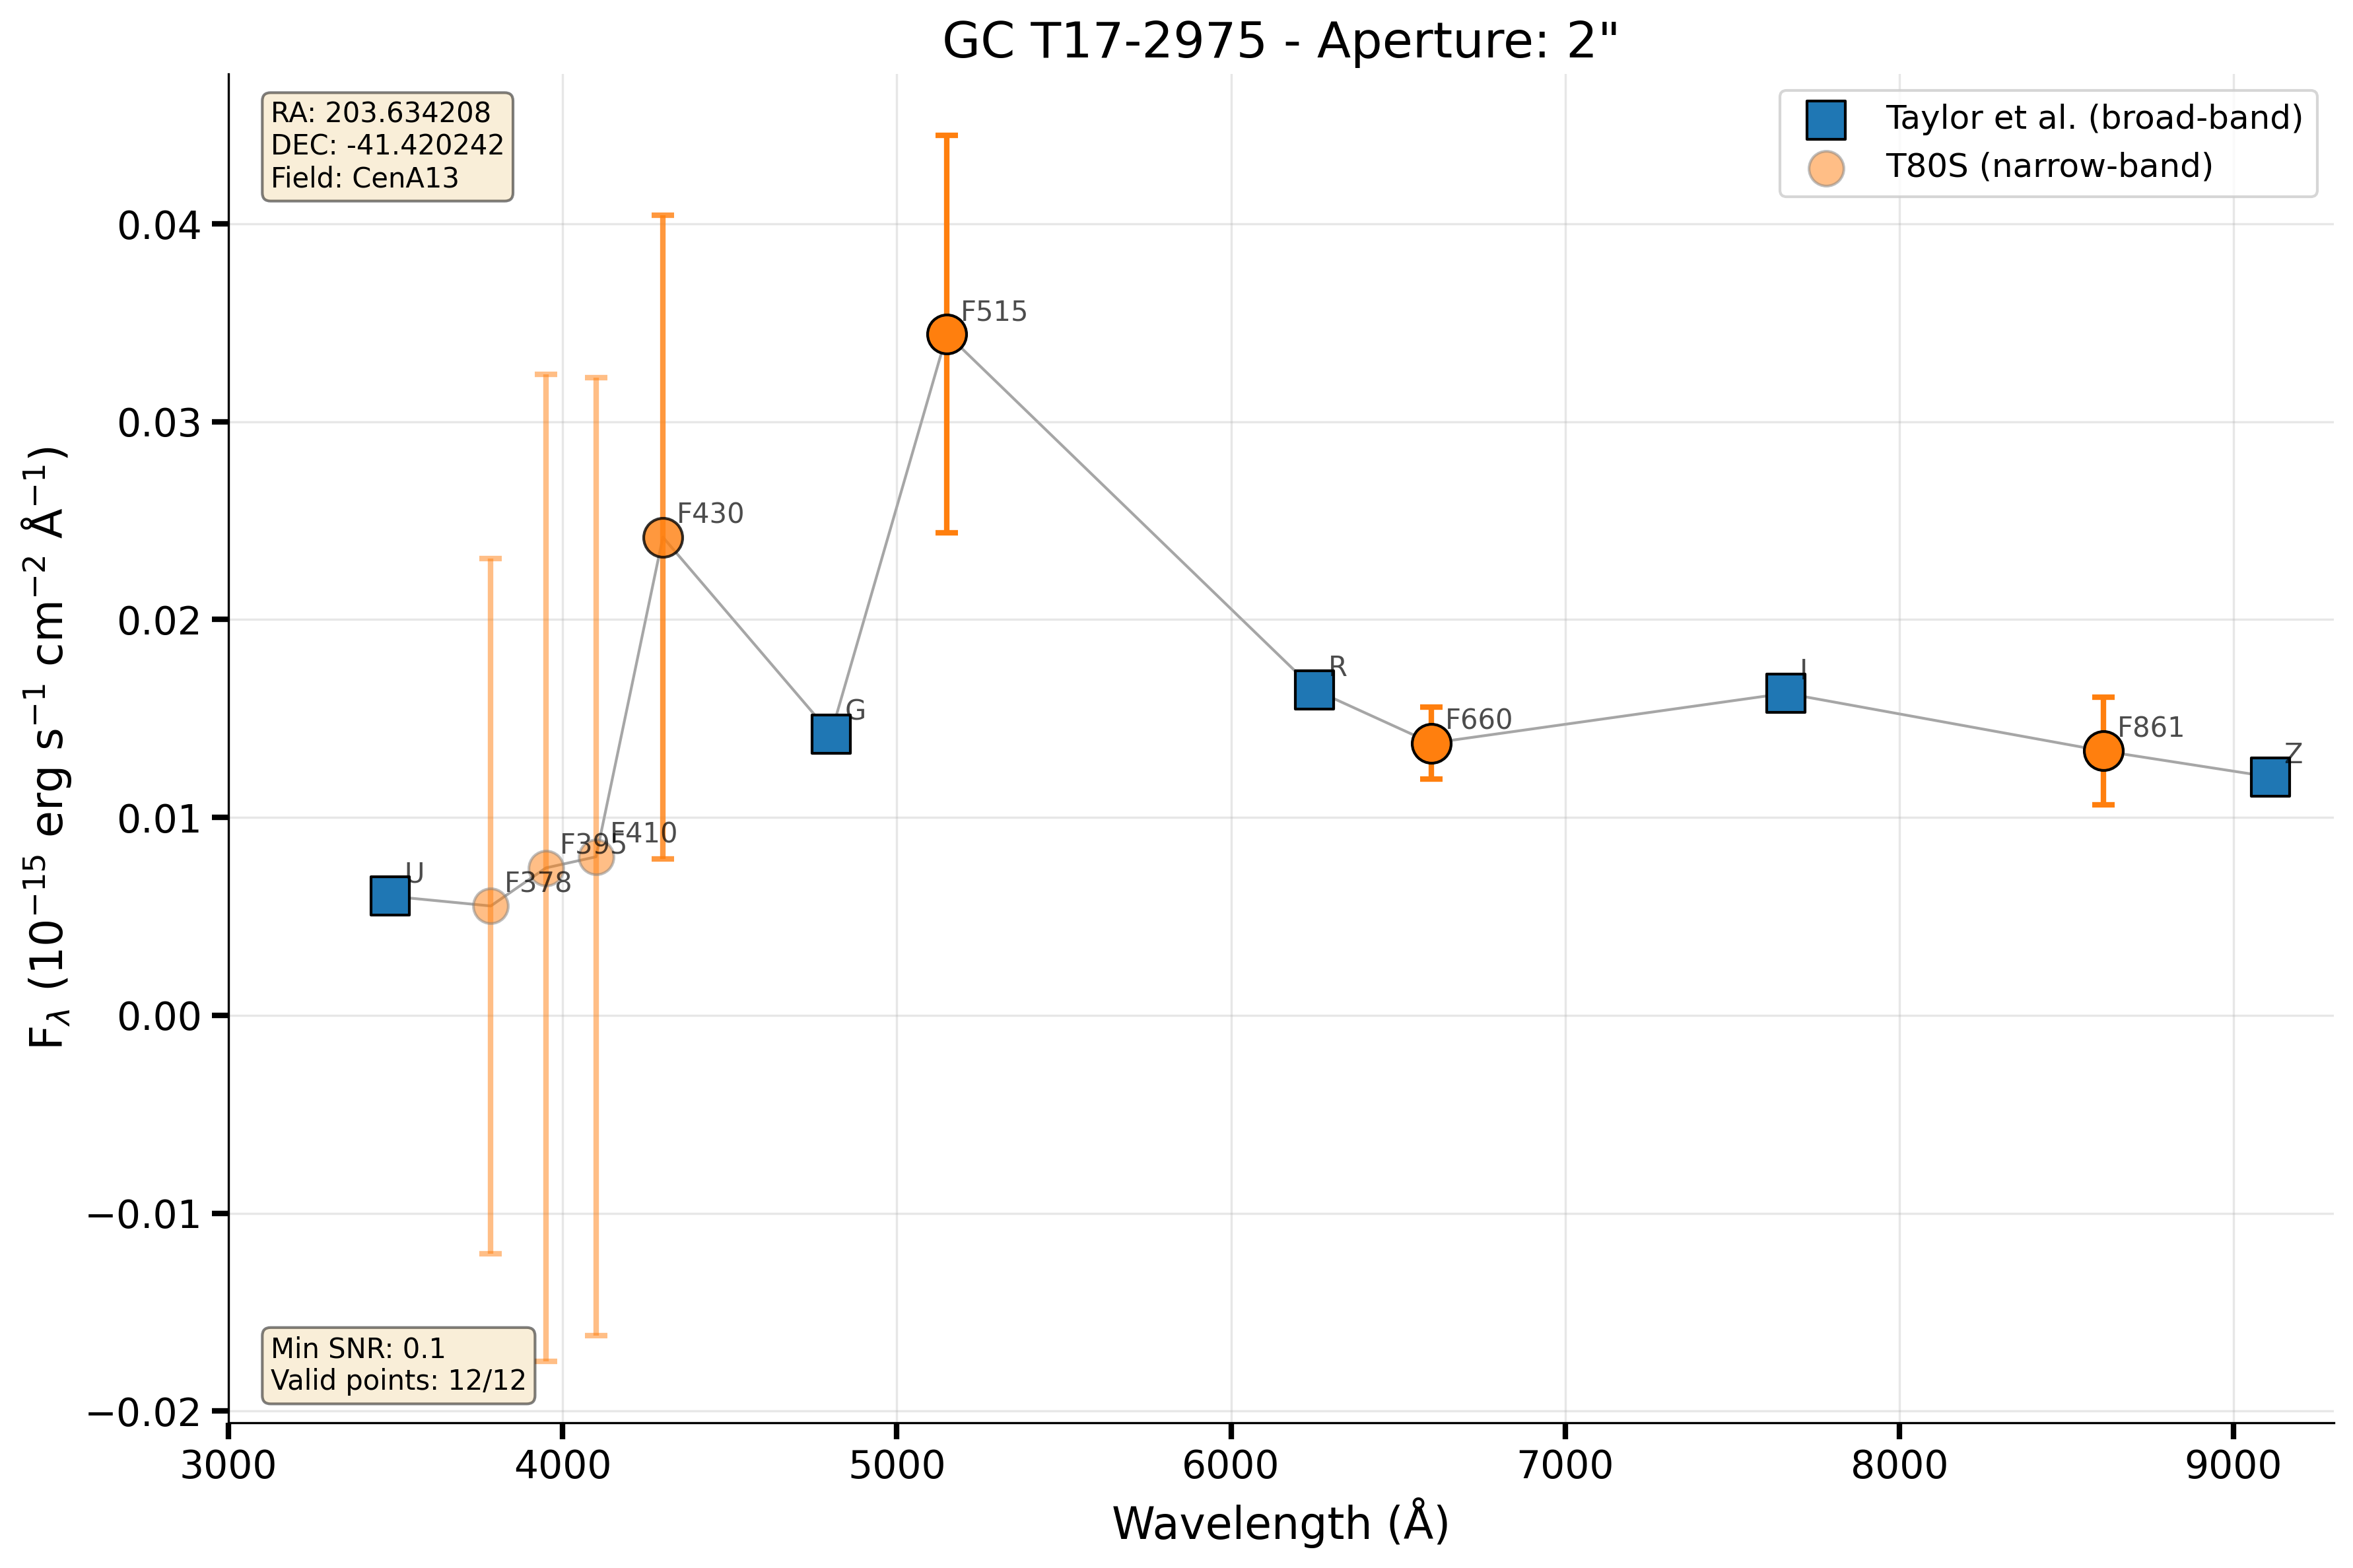 GC T17-2975 - Aperture: 2"
RA: 203.634208
DEC: -41.420242
Field: CenA13
Taylor et al. (broad-band)
T80S (narrow-band)
F_λ (10⁻¹⁵ erg s⁻¹ cm⁻² Å⁻¹)
0.04
0.03
0.02
0.01
0.00
−0.01
−0.02
U
F378
F395
F410
F430
G
F515
R
F660
I
F861
Z
Min SNR: 0.1
Valid points: 12/12
3000
4000
5000
6000
7000
8000
9000
Wavelength (Å)